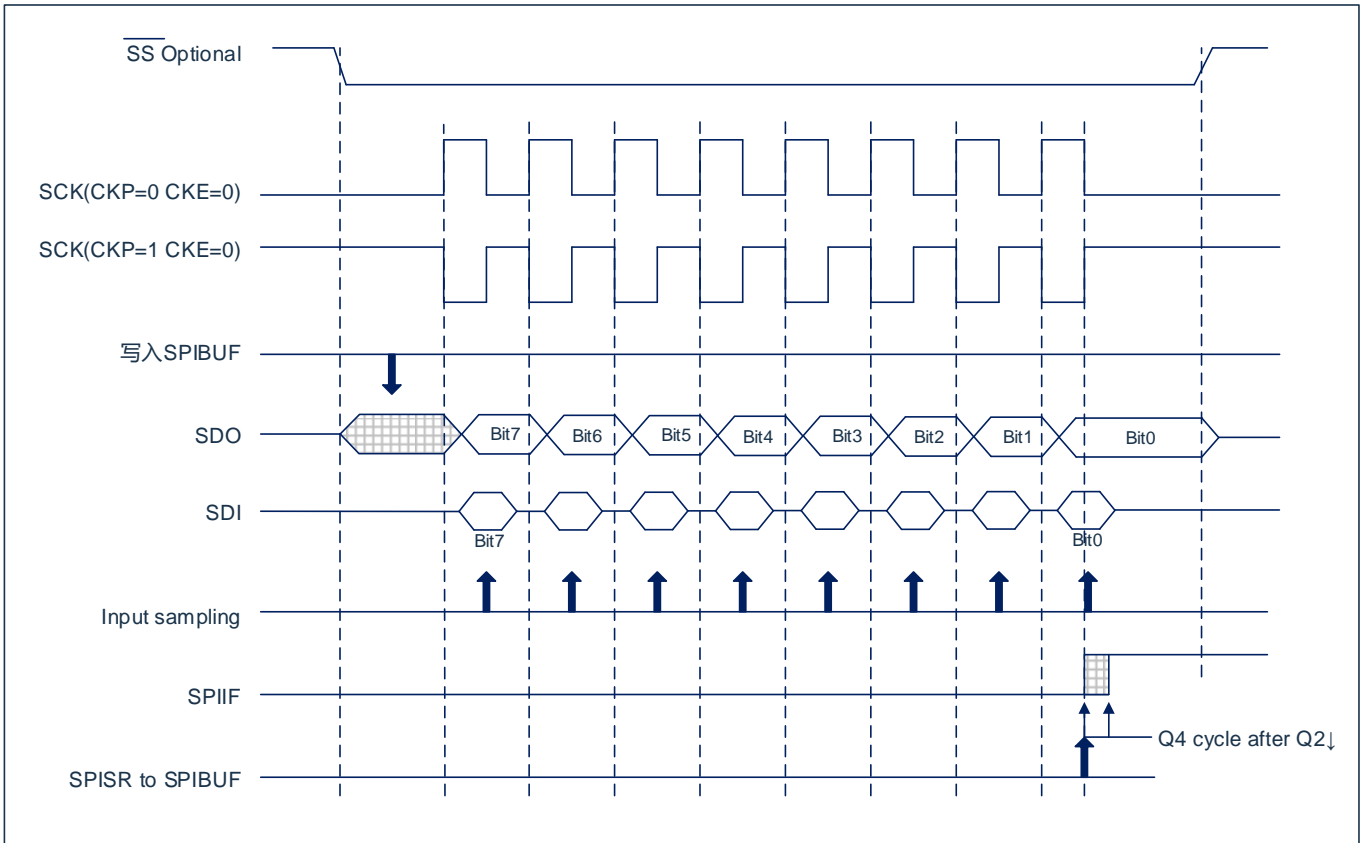 SS Optional
SCK(CKP=0 CKE=0)
SCK(CKP=1 CKE=0)
写入SPIBUF
SDO
Bit7 Bit6 Bit5 Bit4 Bit3 Bit2 Bit1 Bit0
SDI
Bit7 Bit0
Input sampling
SPIIF
Q4 cycle after Q2↓
SPISR to SPIBUF